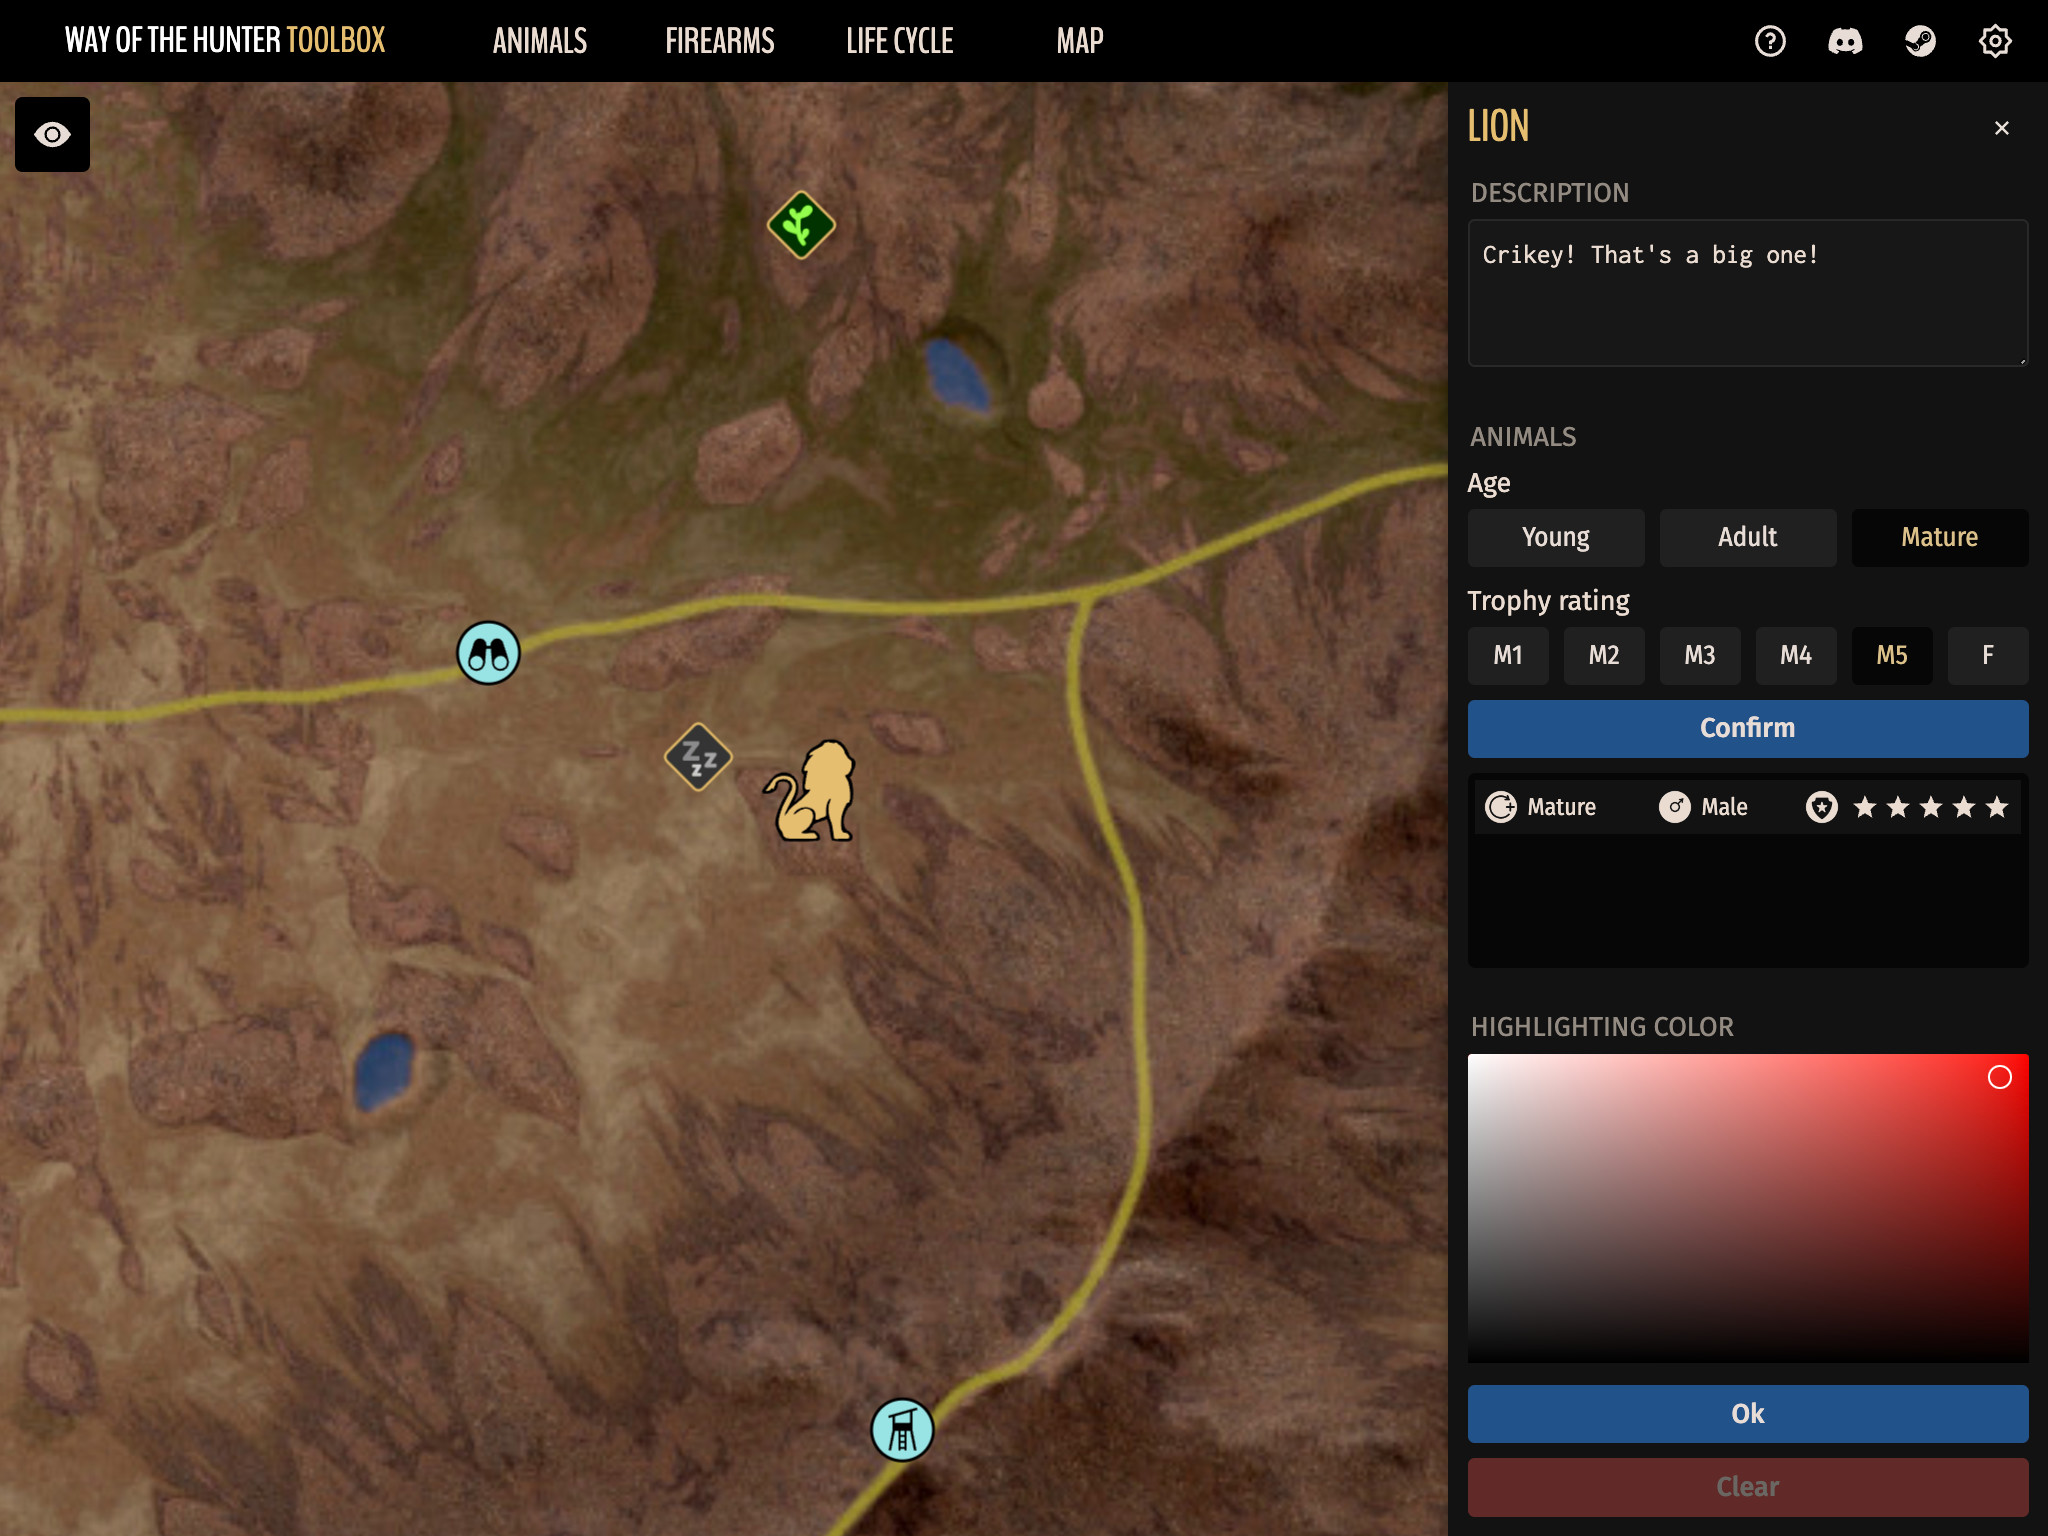 WAY OF THE HUNTER TOOLBOX
ANIMALS
FIREARMS
LIFE CYCLE
MAP
LION
DESCRIPTION
Crikey! That's a big one!
ANIMALS
Age
Young Adult Mature
Trophy rating
M1 M2 M3 M4 M5 F
Confirm
Mature Male
HIGHLIGHTING COLOR
Ok
Clear
Z z z